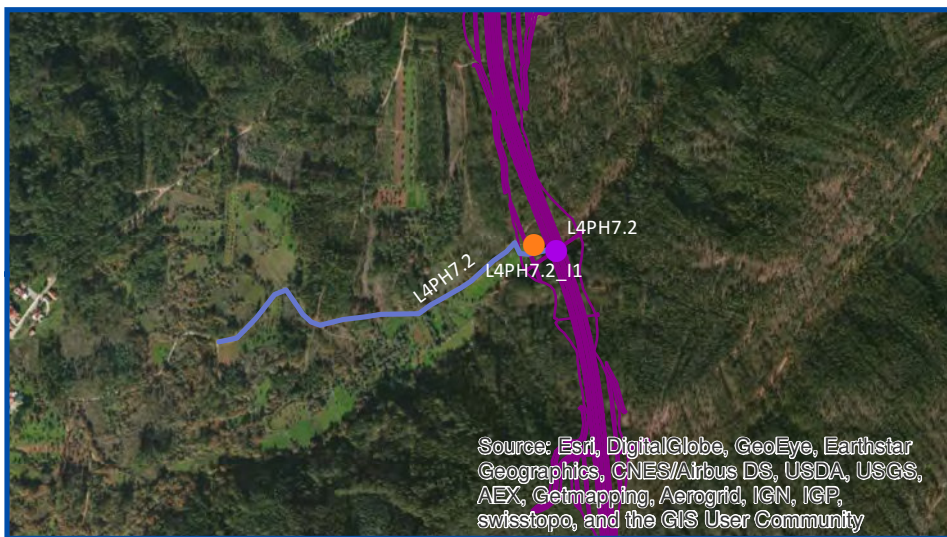 L4PH7.2
L4PH7.2
L4PH7.2_I1
Source: Esri, DigitalGlobe, GeoEye, Earthstar
Geographics, CNES/Airbus DS, USDA, USGS,
AEX, Getmapping, Aerogrid, IGN, IGP,
swisstopo, and the GIS User Community